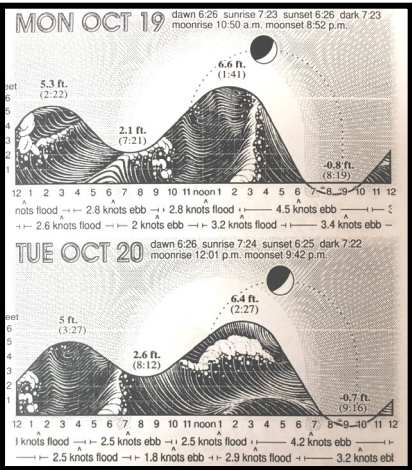 MON OCT 19
dawn 6:26 sunrise 7:23 sunset 6:26 dark 7:23
moonrise 10:50 a.m. moonset 8:52 p.m.
6.6 ft.
(1:41)
5.3 ft.
(2:22)
2.1 ft.
(7:21)
-0.8 ft.
(8:19)
eet
6
5
4
3
2
1
12 1 2 3 4 5 6 7 8 9 10 11 noon 1 2 3 4 5 6 7 8 9 10 11 12
nots flood 2.8 knots ebb 2.8 knots flood 4.5 knots ebb 3
2.6 knots flood 2 knots ebb 3.2 knots flood 3.4 knots ebb
TUE OCT 20
dawn 6:26 sunrise 7:24 sunset 6:25 dark 7:22
moonrise 12:01 p.m. moonset 9:42 p.m.
6.4 ft.
(2:27)
5 ft.
(3:27)
2.6 ft.
(8:12)
-0.7 ft.
(9:16)
eet
6
5
4
3
2
1
12 1 2 3 4 5 6 7 8 9 10 11 noon 1 2 3 4 5 6 7 8 9 10 11 12
knots flood 2.5 knots ebb 2.5 knots flood 4.2 knots ebb
2.5 knots flood 1.8 knots ebb 2.9 knots flood 3.2 knots ebt